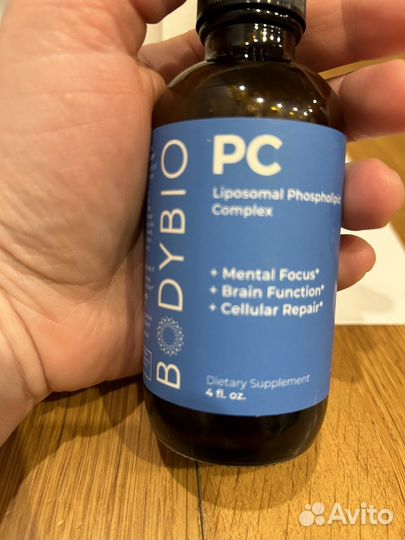 BODYBIO
PC
Liposomal Phospholipid
Complex
+ Mental Focus*
+ Brain Function*
+ Cellular Repair*
Dietary Supplement
4 fl. oz.
Avito